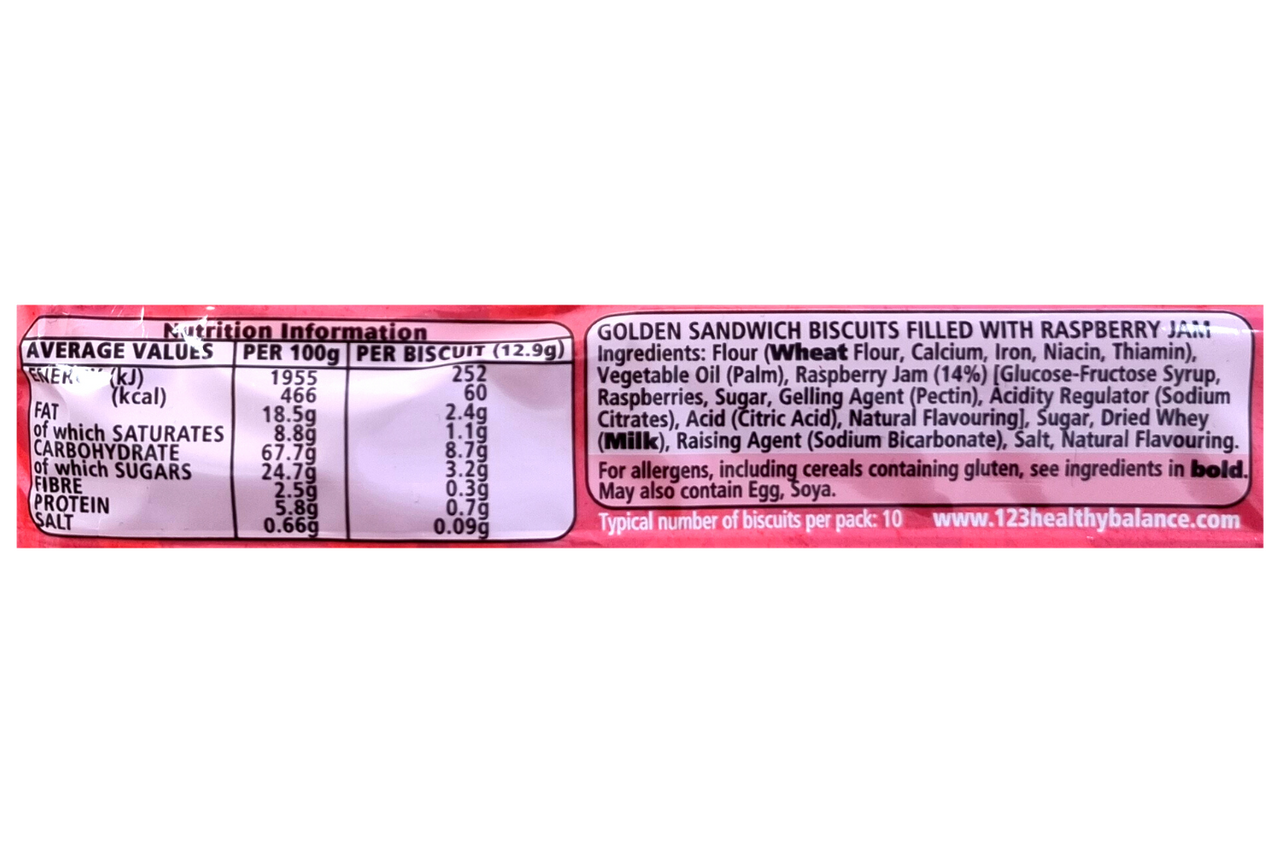 Nutrition Information
AVERAGE VALUES PER 100g PER BISCUIT (12.9g)
(kJ) 1955 252
(kcal) 466 60
FAT 18.5g 2.4g
of which SATURATES 8.8g 1.1g
CARBOHYDRATE 67.7g 8.7g
of which SUGARS 24.7g 3.2g
FIBRE 2.5g 0.3g
PROTEIN 5.8g 0.7g
SALT 0.66g 0.09g
GOLDEN SANDWICH BISCUITS FILLED WITH RASPBERRY JAM
Ingredients: Flour (Wheat Flour, Calcium, Iron, Niacin, Thiamin),
Vegetable Oil (Palm), Raspberry Jam (14%) [Glucose-Fructose Syrup,
Raspberries, Sugar, Gelling Agent (Pectin), Acidity Regulator (Sodium
Citrates), Acid (Citric Acid), Natural Flavouring], Sugar, Dried Whey
(Milk), Raising Agent (Sodium Bicarbonate), Salt, Natural Flavouring.
For allergens, including cereals containing gluten, see ingredients in bold.
May also contain Egg, Soya.
Typical number of biscuits per pack: 10 www.123healthybalance.com